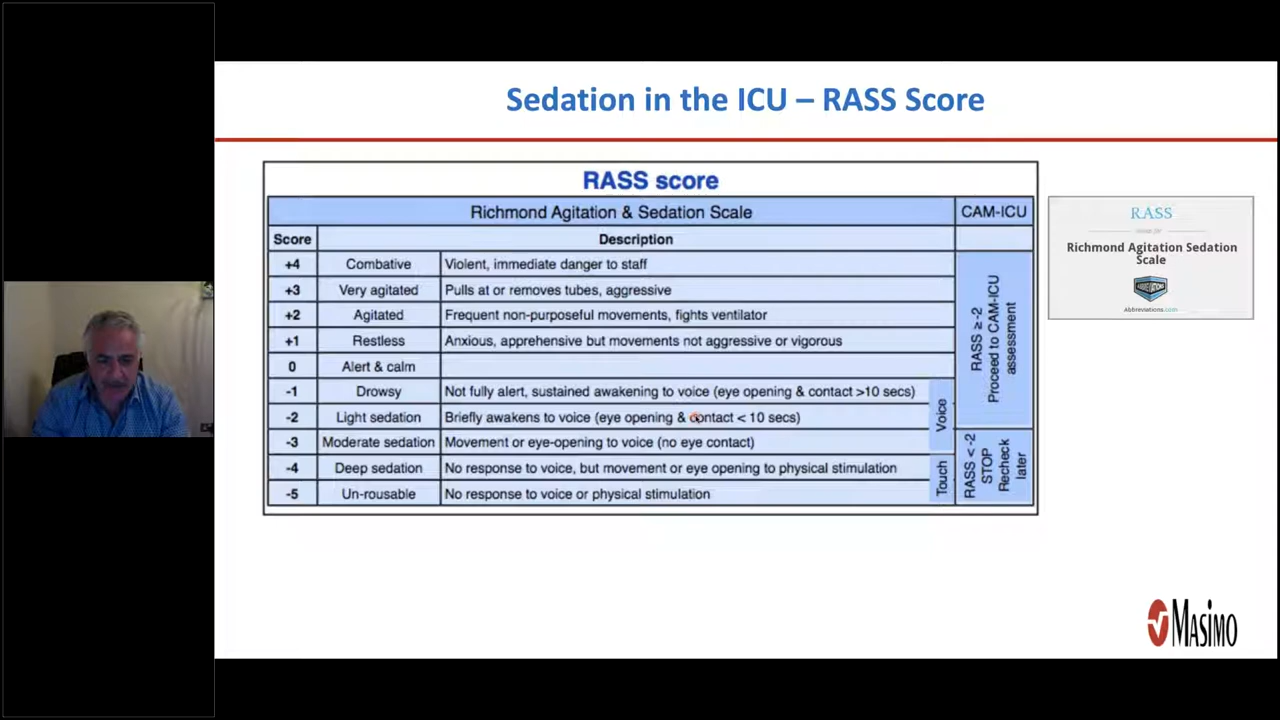 Sedation in the ICU – RASS Score
RASS score
Richmond Agitation & Sedation Scale CAM-ICU
Score Description
+4 Combative Violent, immediate danger to staff
+3 Very agitated Pulls at or removes tubes, aggressive
+2 Agitated Frequent non-purposeful movements, fights ventilator
+1 Restless Anxious, apprehensive but movements not aggressive or vigorous
0 Alert & calm
-1 Drowsy Not fully alert, sustained awakening to voice (eye opening & contact >10 secs)
-2 Light sedation Briefly awakens to voice (eye opening & contact < 10 secs)
-3 Moderate sedation Movement or eye-opening to voice (no eye contact)
-4 Deep sedation No response to voice, but movement or eye opening to physical stimulation
-5 Un-rousable No response to voice or physical stimulation
Voice
Touch
RASS ≥ -2
Proceed to CAM-ICU
assessment
RASS < -2
STOP
Recheck
later
RASS
Richmond Agitation Sedation
Scale
Abbreviations.com
Masimo